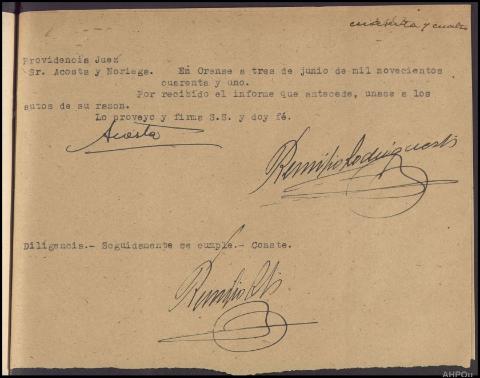 y cuatro
Providencia Juez
Sr. Acosta y Noriega. En Orense a tres de junio de mil novecientos
cuarenta y uno.
Por recibido el informe que antecede, unase a los
autos de su razon.
Lo proveyo y firma S.S. y doy fé.
Acosta
Remilio
Diligencia.- Seguidamente se cumple.- Conste.
Remilio
AHPOu